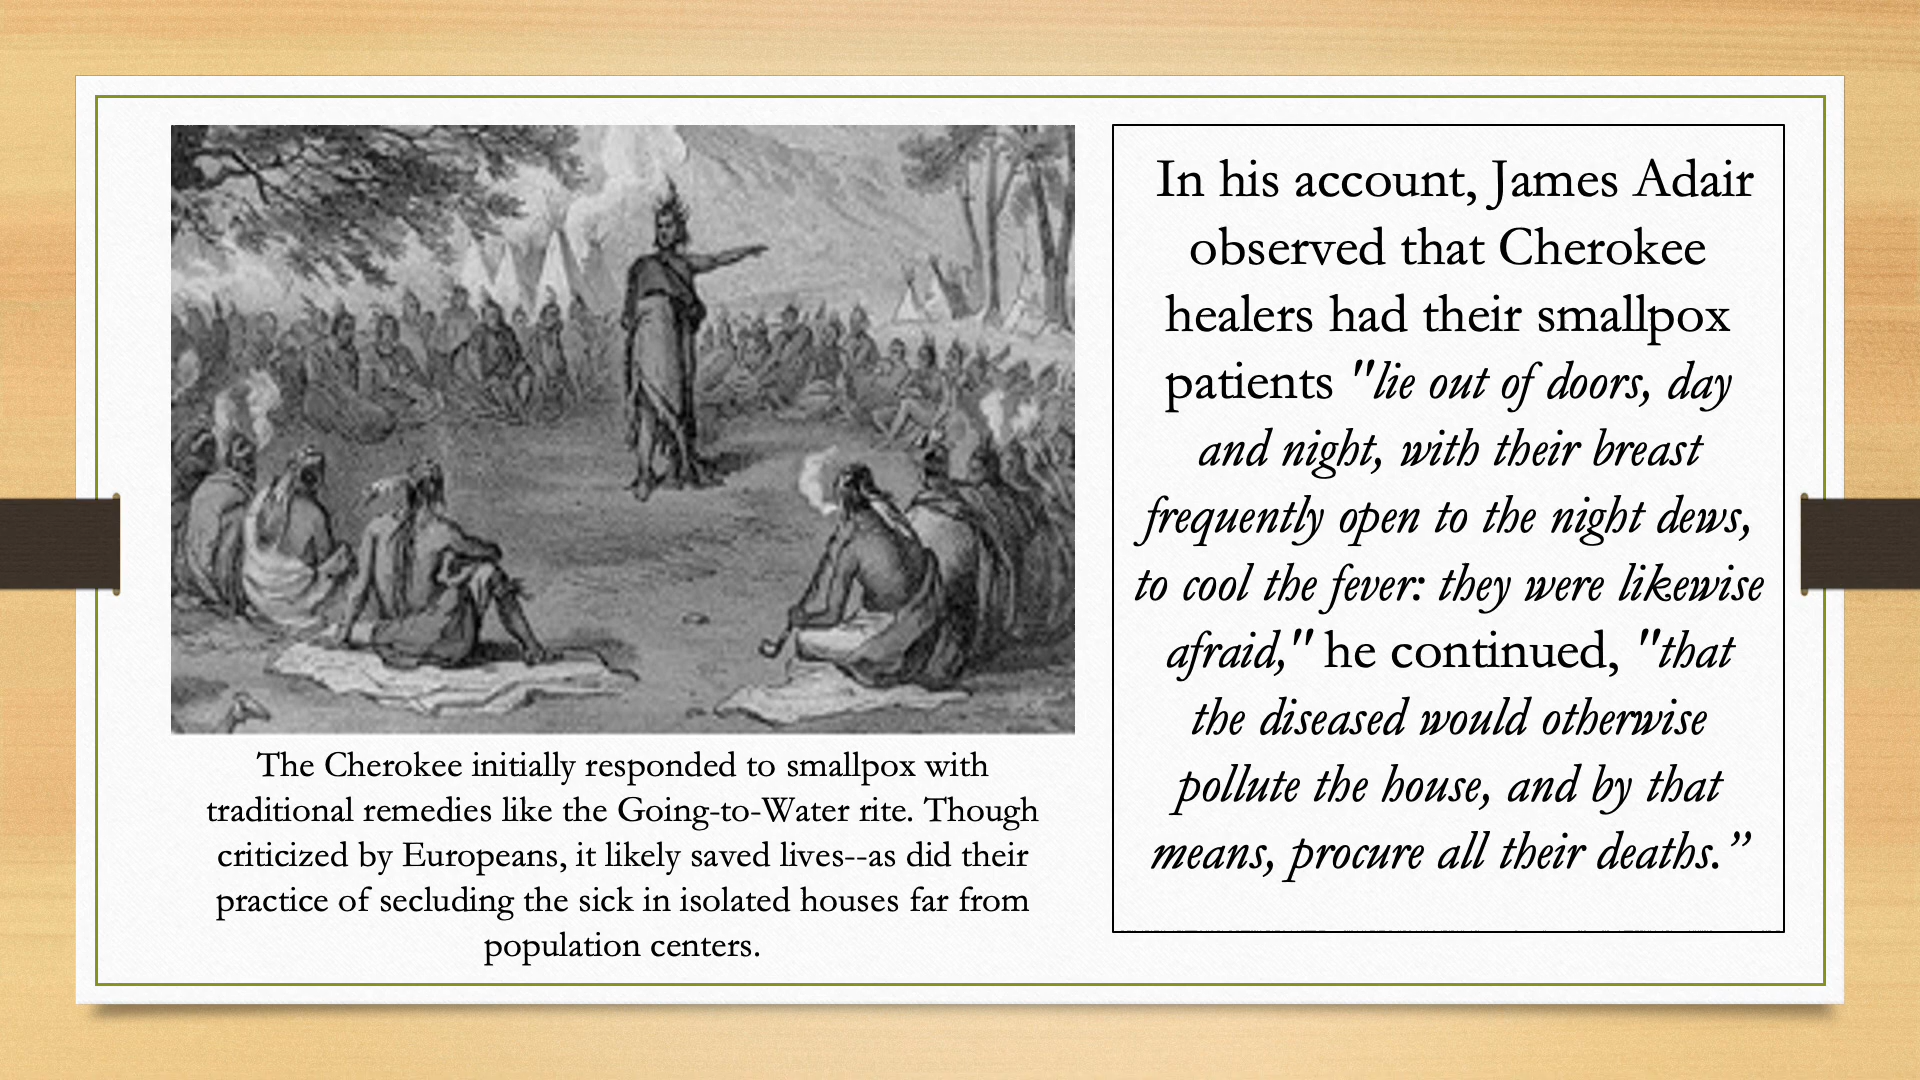 The Cherokee initially responded to smallpox with
traditional remedies like the Going-to-Water rite. Though
criticized by Europeans, it likely saved lives--as did their
practice of secluding the sick in isolated houses far from
population centers.
In his account, James Adair
observed that Cherokee
healers had their smallpox
patients "lie out of doors, day
and night, with their breast
frequently open to the night dews,
to cool the fever: they were likewise
afraid," he continued, "that
the diseased would otherwise
pollute the house, and by that
means, procure all their deaths.”